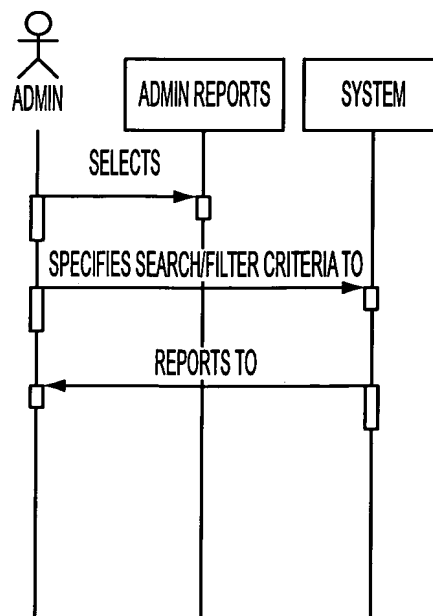 ADMIN
ADMIN REPORTS
SYSTEM
SELECTS
SPECIFIES SEARCH/FILTER CRITERIA TO
REPORTS TO